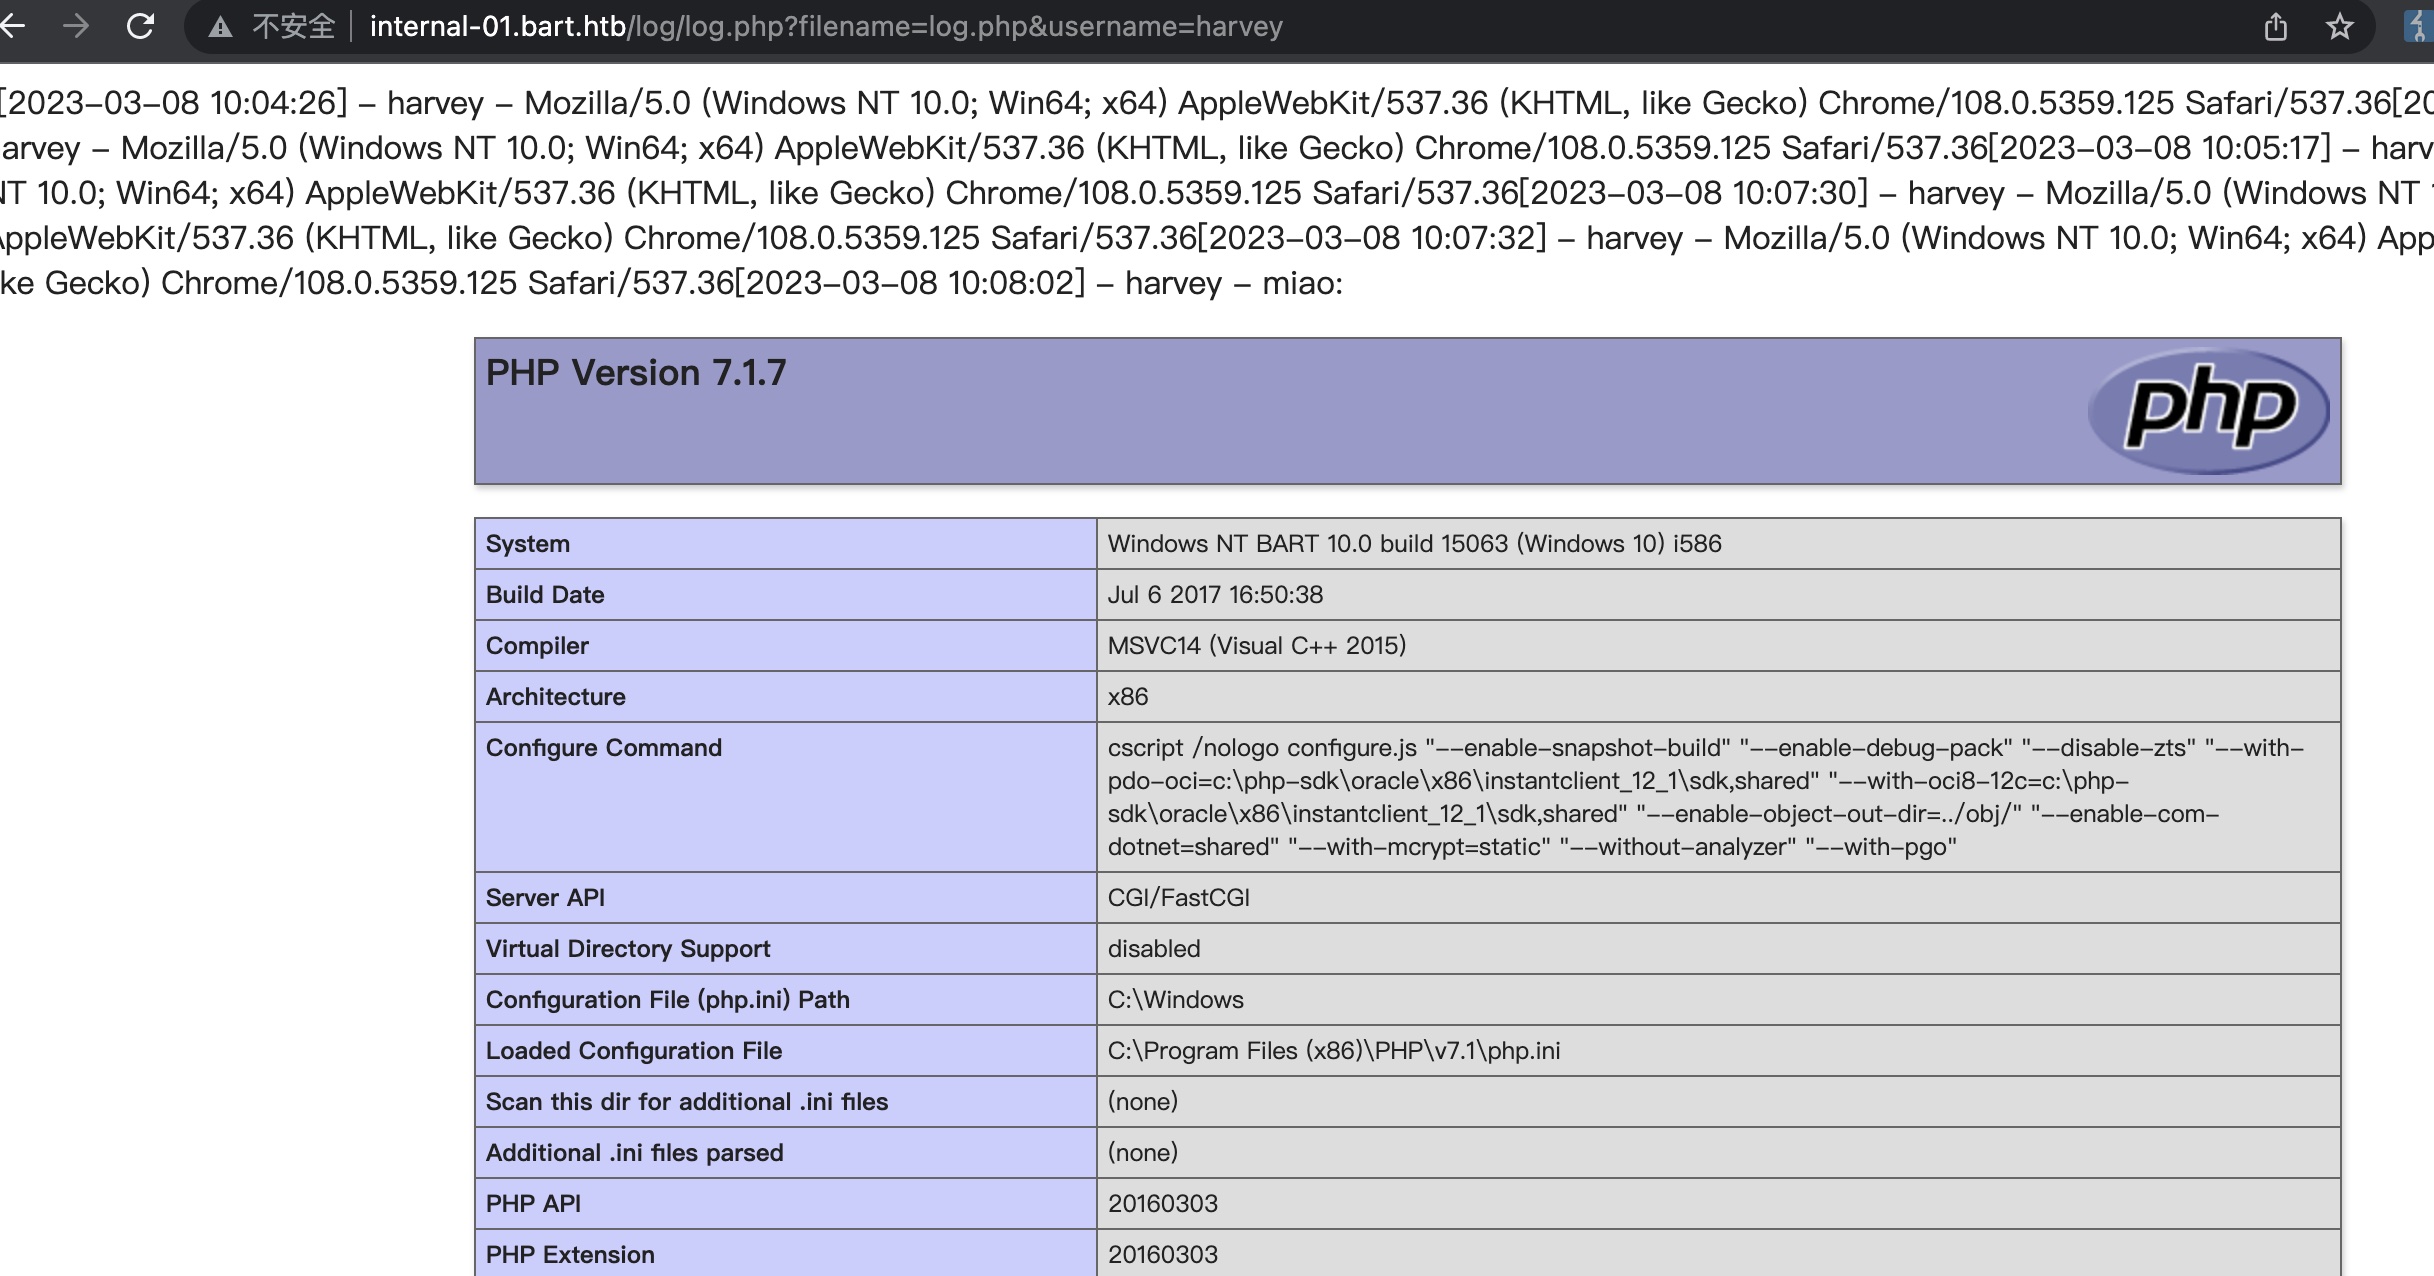 不安全 internal-01.bart.htb/log/log.php?filename=log.php&username=harvey
[2023-03-08 10:04:26] - harvey - Mozilla/5.0 (Windows NT 10.0; Win64; x64) AppleWebKit/537.36 (KHTML, like Gecko) Chrome/108.0.5359.125 Safari/537.36[20
arvey - Mozilla/5.0 (Windows NT 10.0; Win64; x64) AppleWebKit/537.36 (KHTML, like Gecko) Chrome/108.0.5359.125 Safari/537.36[2023-03-08 10:05:17] - harv
NT 10.0; Win64; x64) AppleWebKit/537.36 (KHTML, like Gecko) Chrome/108.0.5359.125 Safari/537.36[2023-03-08 10:07:30] - harvey - Mozilla/5.0 (Windows NT
AppleWebKit/537.36 (KHTML, like Gecko) Chrome/108.0.5359.125 Safari/537.36[2023-03-08 10:07:32] - harvey - Mozilla/5.0 (Windows NT 10.0; Win64; x64) App
ke Gecko) Chrome/108.0.5359.125 Safari/537.36[2023-03-08 10:08:02] - harvey - miao:
PHP Version 7.1.7
php
System Windows NT BART 10.0 build 15063 (Windows 10) i586
Build Date Jul 6 2017 16:50:38
Compiler MSVC14 (Visual C++ 2015)
Architecture x86
Configure Command cscript /nologo configure.js "--enable-snapshot-build" "--enable-debug-pack" "--disable-zts" "--with-
pdo-oci=c:\php-sdk\oracle\x86\instantclient_12_1\sdk,shared" "--with-oci8-12c=c:\php-
sdk\oracle\x86\instantclient_12_1\sdk,shared" "--enable-object-out-dir=../obj/" "--enable-com-
dotnet=shared" "--with-mcrypt=static" "--without-analyzer" "--with-pgo"
Server API CGI/FastCGI
Virtual Directory Support disabled
Configuration File (php.ini) Path C:\Windows
Loaded Configuration File C:\Program Files (x86)\PHP\v7.1\php.ini
Scan this dir for additional .ini files (none)
Additional .ini files parsed (none)
PHP API 20160303
PHP Extension 20160303